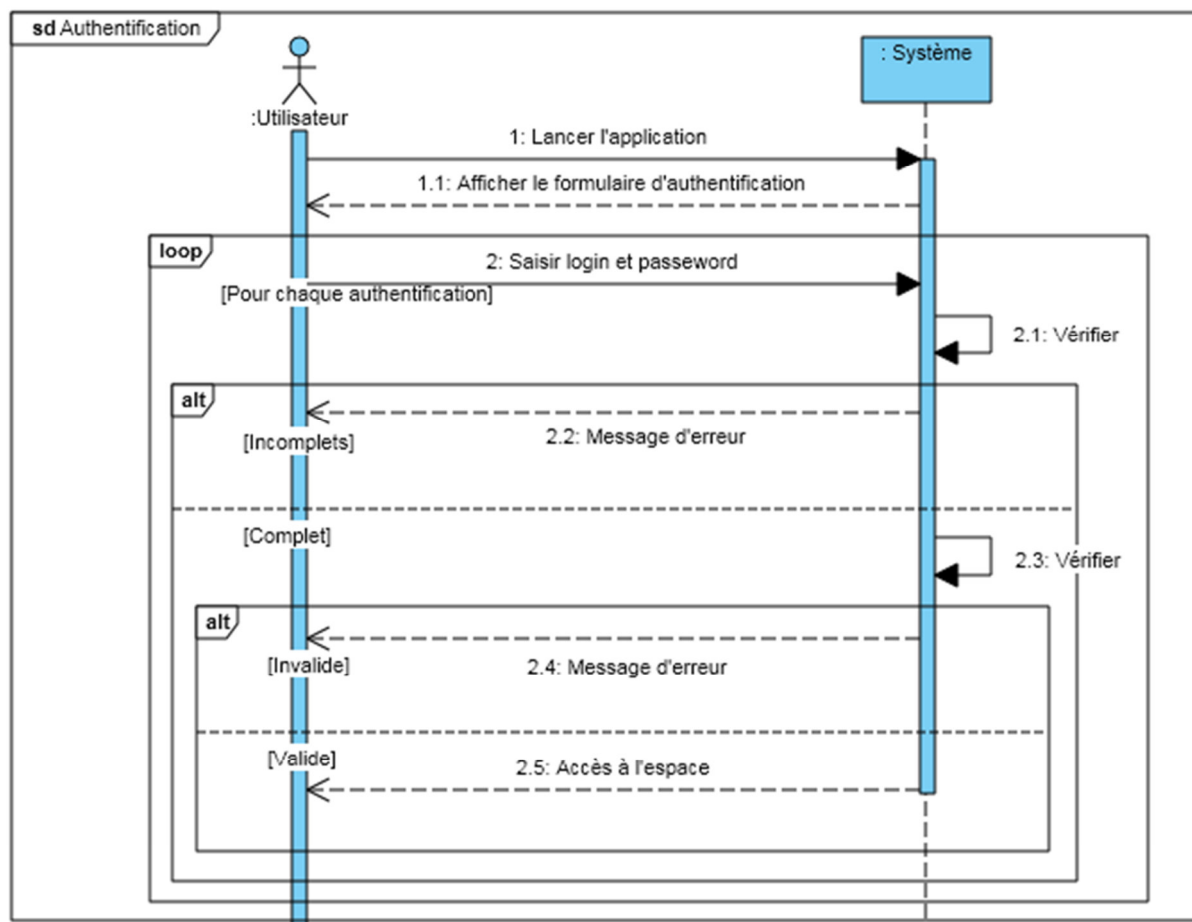 sd Authentification
: Système
:Utilisateur
1: Lancer l'application
1.1: Afficher le formulaire d'authentification
loop
2: Saisir login et passeword
[Pour chaque authentification]
2.1: Vérifier
alt
2.2: Message d'erreur
[Incomplets]
[Complet]
2.3: Vérifier
alt
2.4: Message d'erreur
[Invalide]
[Valide]
2.5: Accès à l'espace